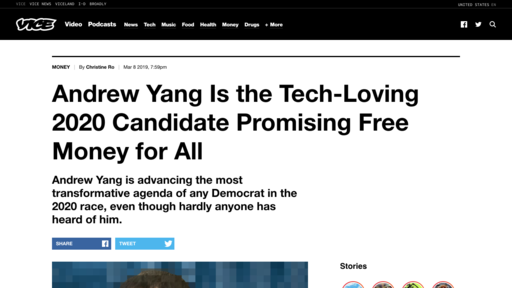 VICE VICE NEWS VICELAND I-D BROADLY UNITED STATES EN
VICE Video Podcasts News Tech Music Food Health Money Drugs + More
MONEY | By Christine Ro | Mar 8 2019, 7:59pm
Andrew Yang Is the Tech-Loving
2020 Candidate Promising Free
Money for All
Andrew Yang is advancing the most
transformative agenda of any Democrat in the
2020 race, even though hardly anyone has
heard of him.
SHARE TWEET
Stories